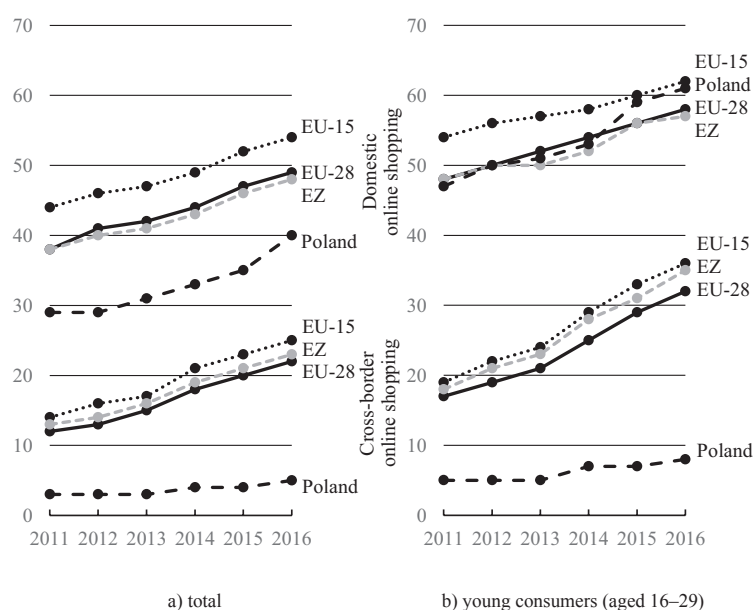 70
60
50
40
30
20
10
0
EU-15
EU-28
EZ
Poland
EU-15
EZ
EU-28
Poland
2011 2012 2013 2014 2015 2016
a) total
Domestic
online shopping
Cross-border
online shopping
70
60
50
40
30
20
10
0
EU-15
Poland
EU-28
EZ
EU-15
EZ
EU-28
Poland
2011 2012 2013 2014 2015 2016
b) young consumers (aged 16–29)